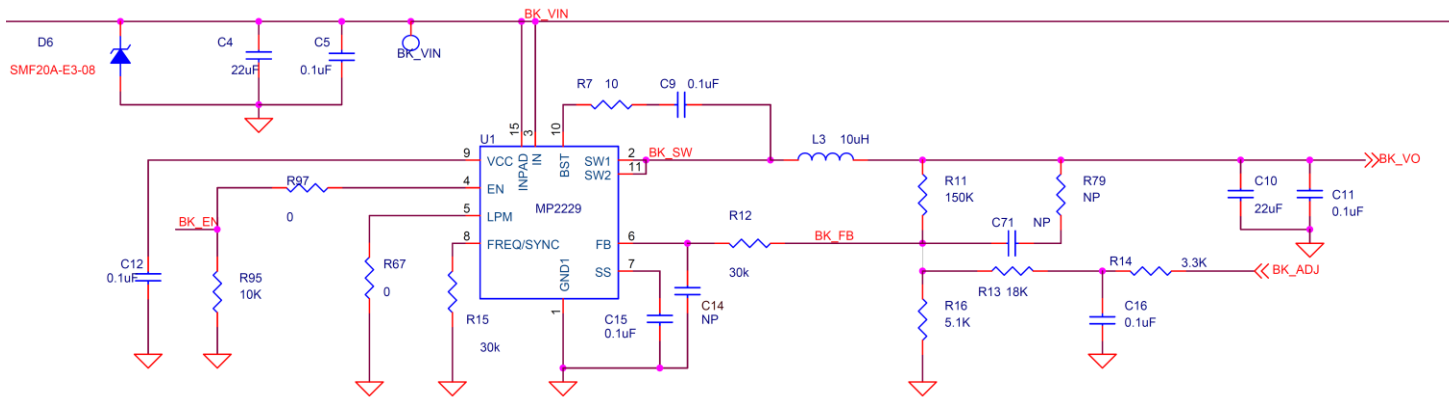 BK_VIN
D6
SMF20A-E3-08
C4
22uF
C5
0.1uF
BK_VIN
R7 10
C9 0.1uF
15
3
10
U1
INPAD
IN
BST
9
VCC
4
EN
5
LPM
8
FREQ/SYNC
MP2229
SW1
2
SW2
11
FB
6
SS
7
GND1
1
BK_SW
L3 10uH
BK_VO
R97
0
BK_EN
C12
0.1uF
R95
10K
R67
0
R15
30k
C15
0.1uF
C14
NP
R12
30k
BK_FB
R11
150K
R79
NP
C71
C10
22uF
C11
0.1uF
R13 18K
R14
3.3K
BK_ADJ
R16
5.1K
C16
0.1uF